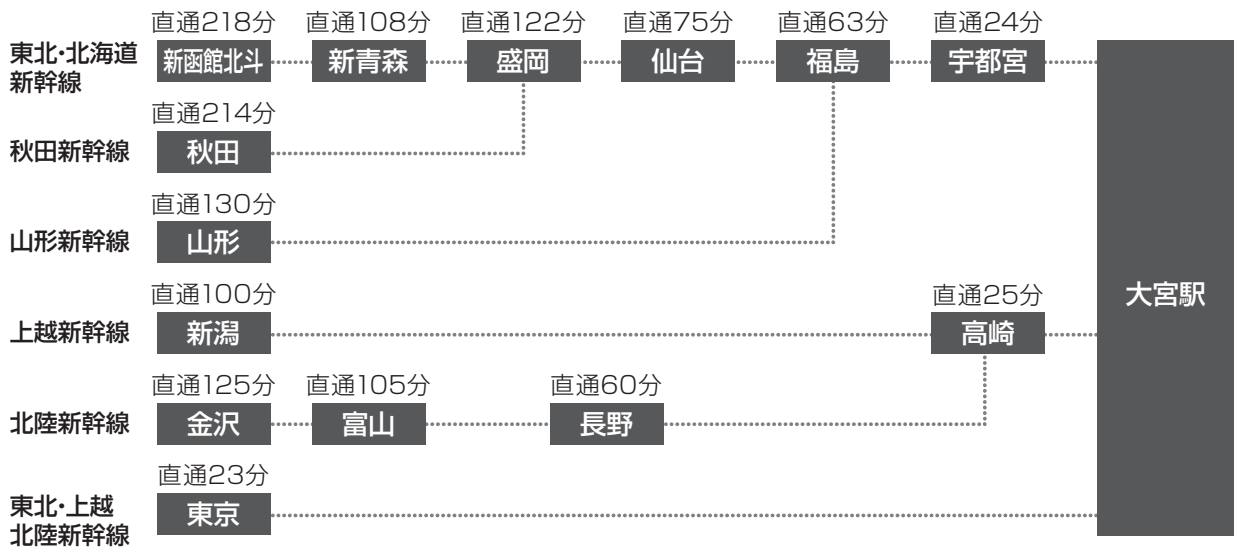 直通218分 直通108分 直通122分 直通75分 直通63分 直通24分
東北・北海道
新幹線
新函館北斗 新青森 盛岡 仙台 福島 宇都宮
直通214分
秋田新幹線 秋田
直通130分
山形新幹線 山形
直通100分 直通25分
上越新幹線 新潟 高崎
大宮駅
直通125分 直通105分 直通60分
北陸新幹線 金沢 富山 長野
直通23分
東北・上越
北陸新幹線
東京